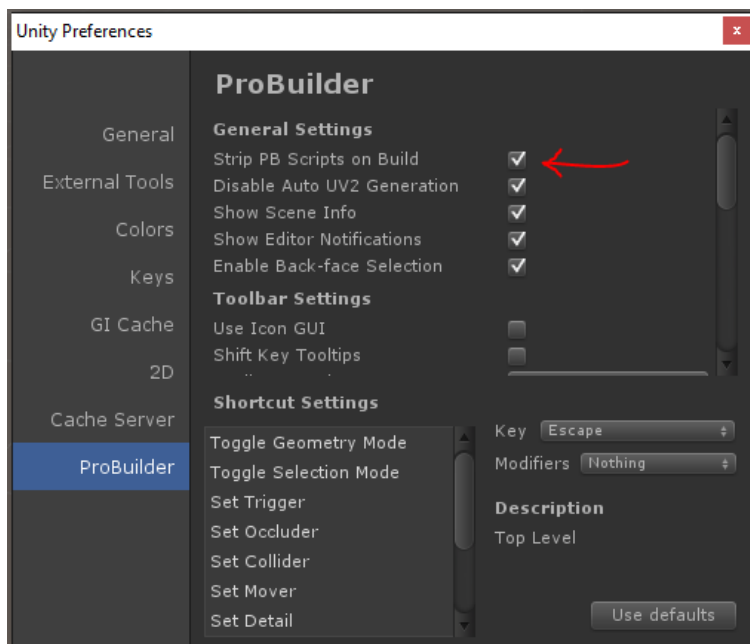 Unity Preferences
x
ProBuilder
General
External Tools
Colors
Keys
GI Cache
2D
Cache Server
ProBuilder
General Settings
Strip PB Scripts on Build
Disable Auto UV2 Generation
Show Scene Info
Show Editor Notifications
Enable Back-face Selection
Toolbar Settings
Use Icon GUI
Shift Key Tooltips
Shortcut Settings
Toggle Geometry Mode
Toggle Selection Mode
Set Trigger
Set Occluder
Set Collider
Set Mover
Set Detail
Key Escape
Modifiers Nothing
Description
Top Level
Use defaults